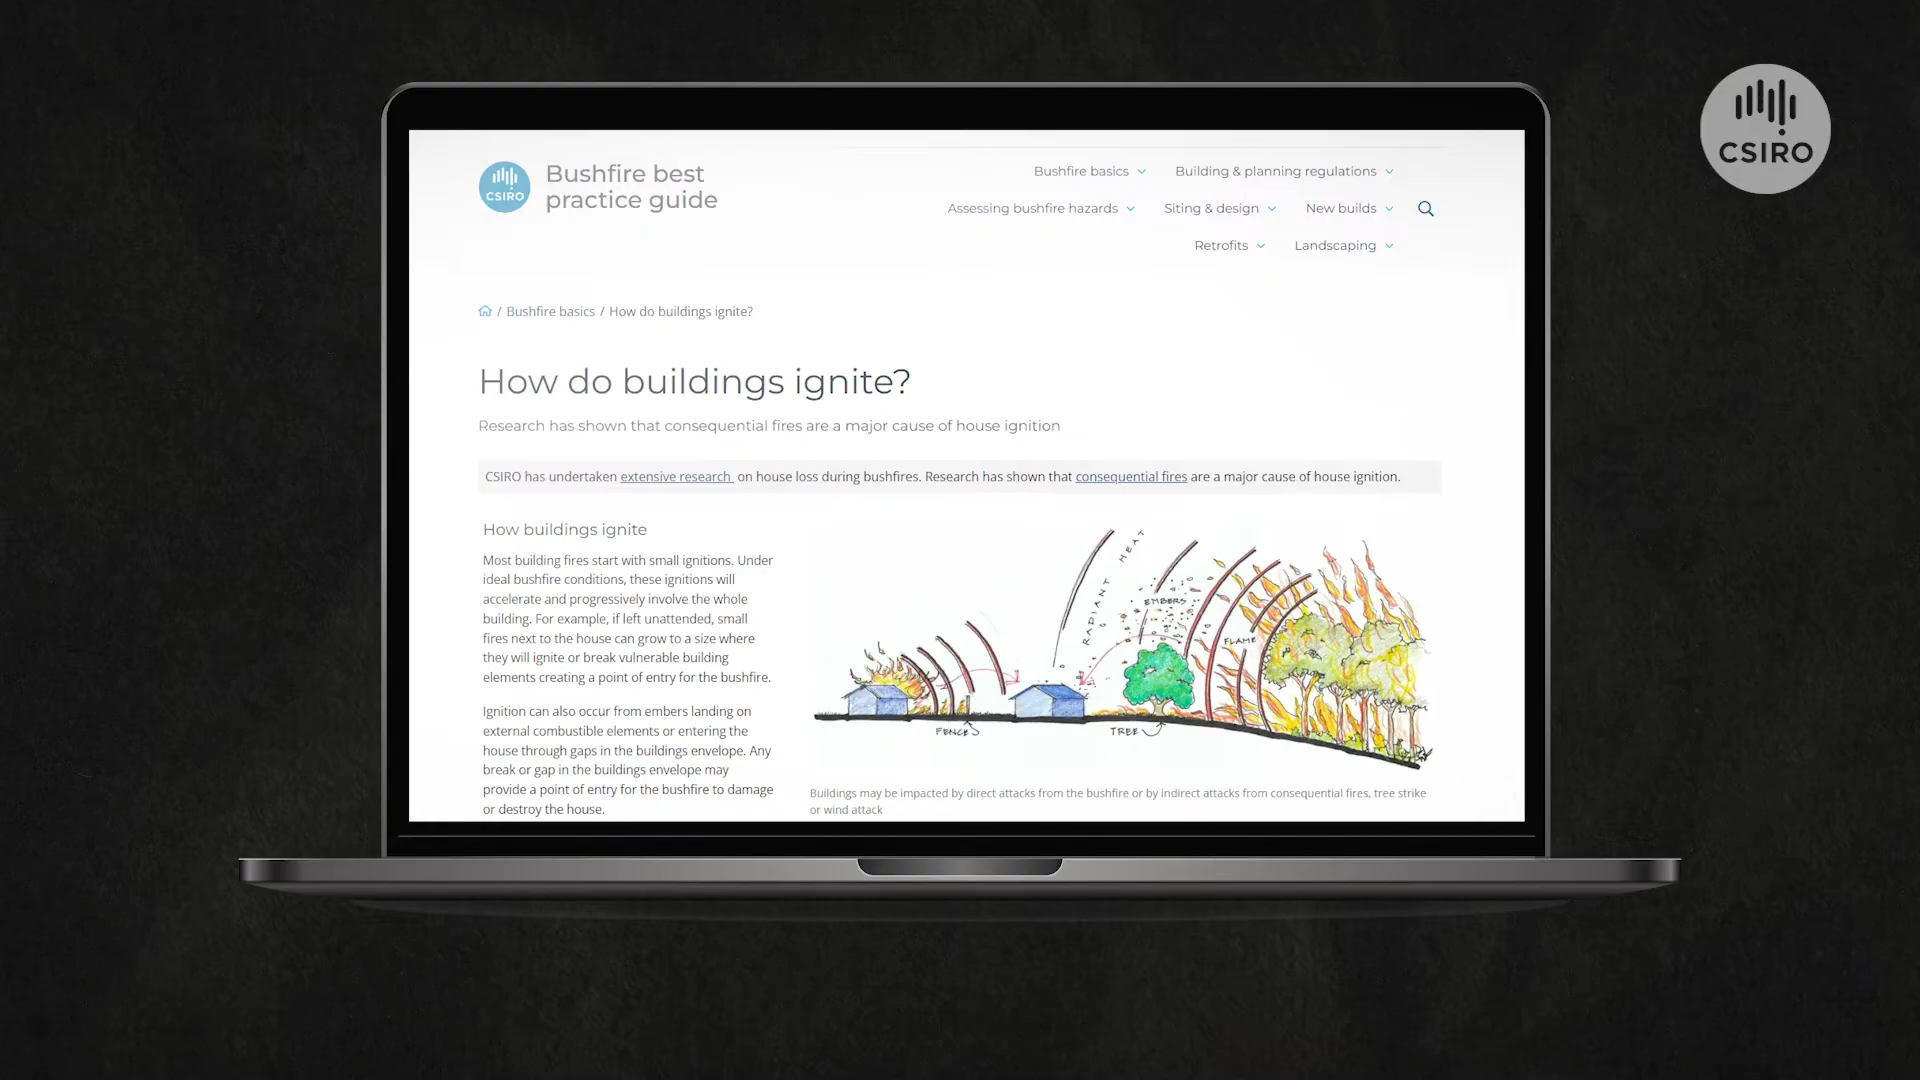 CSIRO
CSIRO
Bushfire best
practice guide
Bushfire basics
Building & planning regulations
Assessing bushfire hazards
Siting & design
New builds
Retrofits
Landscaping
/ Bushfire basics / How do buildings ignite?
How do buildings ignite?
Research has shown that consequential fires are a major cause of house ignition
CSIRO has undertaken extensive research on house loss during bushfires. Research has shown that consequential fires are a major cause of house ignition.
How buildings ignite
Most building fires start with small ignitions. Under
ideal bushfire conditions, these ignitions will
accelerate and progressively involve the whole
building. For example, if left unattended, small
fires next to the house can grow to a size where
they will ignite or break vulnerable building
elements creating a point of entry for the bushfire.
Ignition can also occur from embers landing on
external combustible elements or entering the
house through gaps in the buildings envelope. Any
break or gap in the buildings envelope may
provide a point of entry for the bushfire to damage
or destroy the house.
RADIANT HEAT
EMBERS
FLAME
FENCE
TREE
Buildings may be impacted by direct attacks from the bushfire or by indirect attacks from consequential fires, tree strike
or wind attack